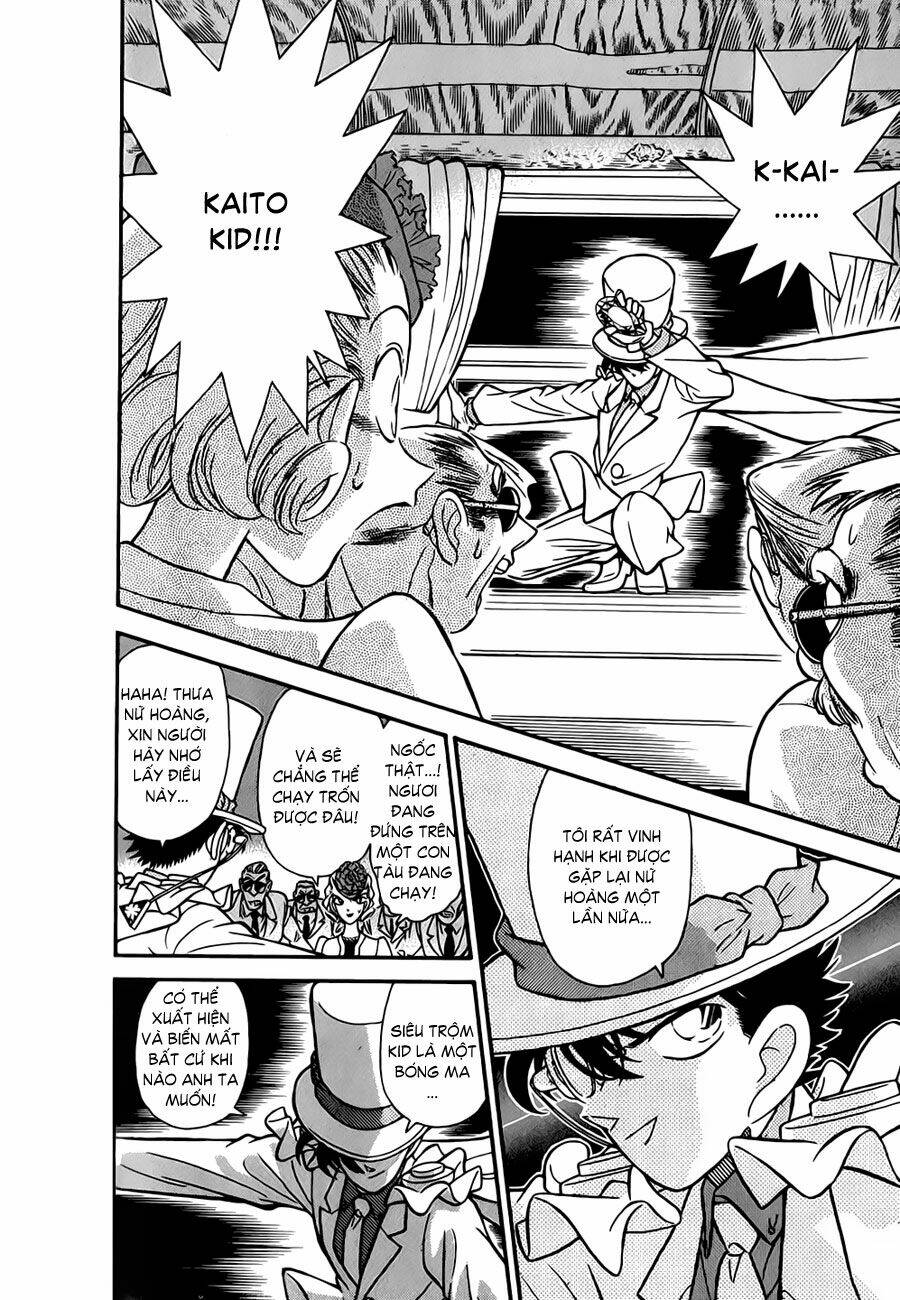 K-KAI-
......
KAITO
KID!!!
TÔI RẤT VINH
HẠNH KHI ĐƯỢC
GẶP LẠI NỮ
HOÀNG MỘT
LẦN NỮA...
NGỐC
THẬT...!
NGƯƠI
ĐANG
ĐỨNG TRÊN
MỘT CON
TÀU ĐANG
CHẠY!
VÀ SẼ
CHẲNG THỂ
CHẠY TRỐN
ĐƯỢC ĐÂU!
HAHA! THƯA
NỮ HOÀNG,
XIN NGƯỜI
HÃY NHỚ
LẤY ĐIỀU
NÀY...
SIÊU TRỘM
KID LÀ MỘT
BÓNG MA
...
CÓ THỂ
XUẤT HIỆN
VÀ BIẾN MẤT
BẤT CỨ KHI
NÀO ANH TA
MUỐN!